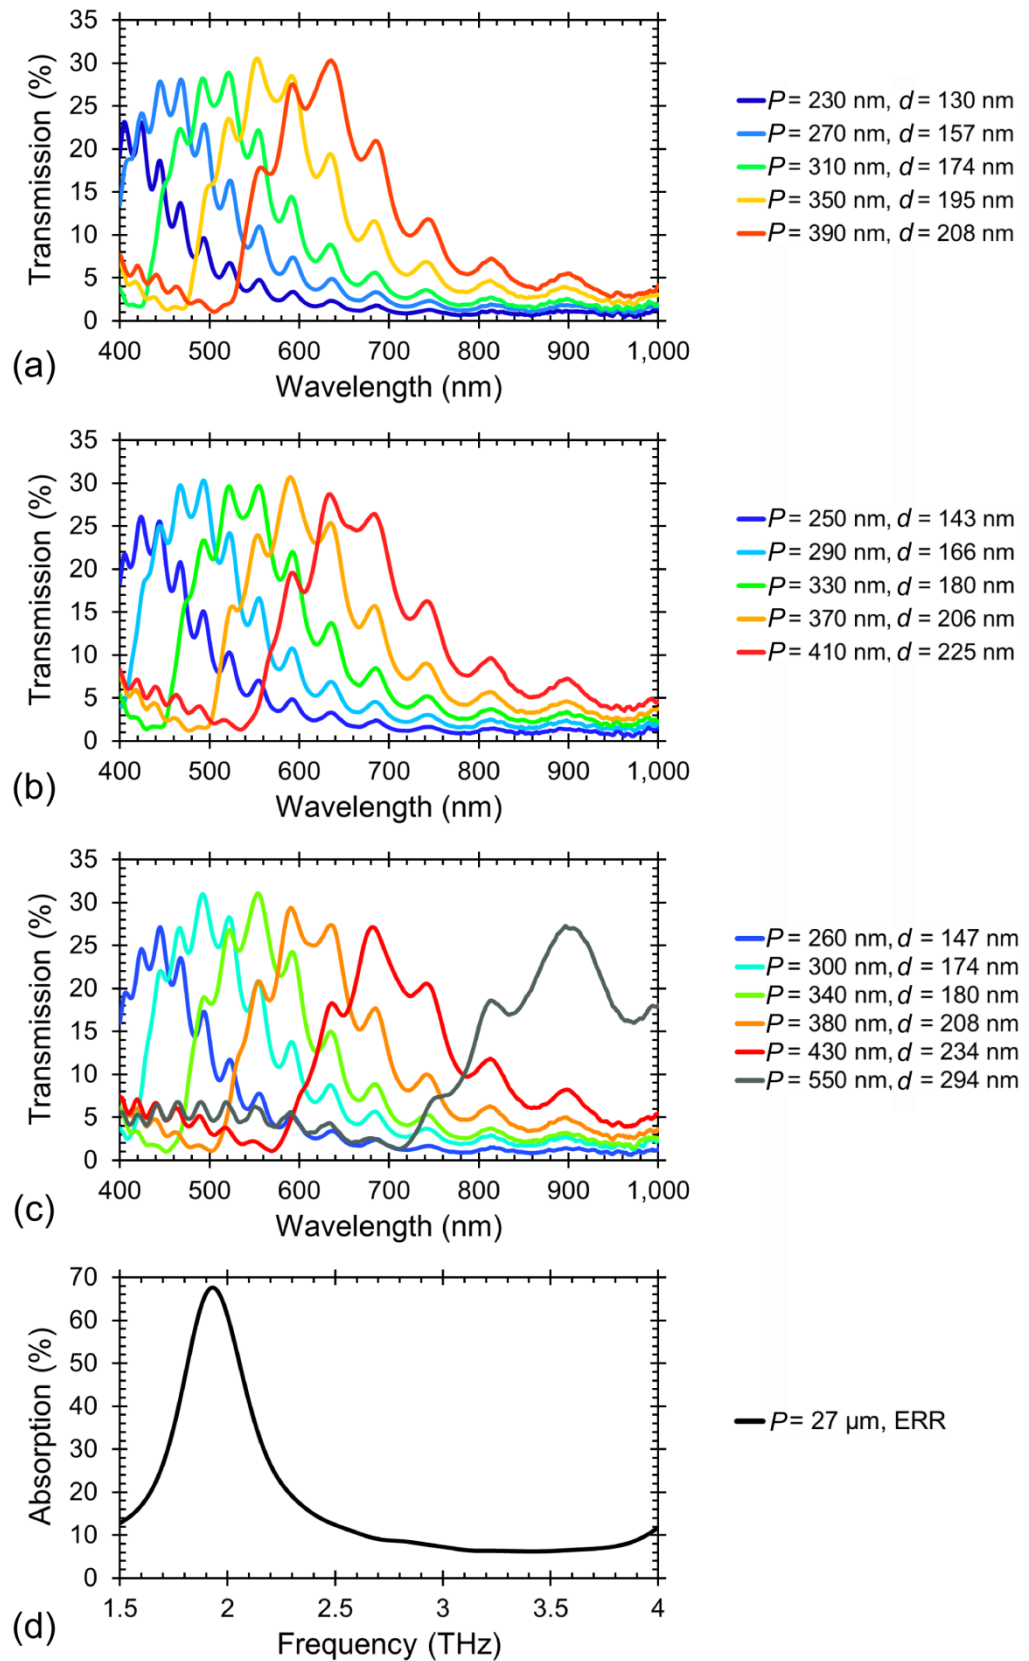 35
30
25
20
15
10
5
0
Transmission (%)
400 500 600 700 800 900 1,000
Wavelength (nm)
(a)
P = 230 nm, d = 130 nm
P = 270 nm, d = 157 nm
P = 310 nm, d = 174 nm
P = 350 nm, d = 195 nm
P = 390 nm, d = 208 nm
35
30
25
20
15
10
5
0
Transmission (%)
400 500 600 700 800 900 1,000
Wavelength (nm)
(b)
P = 250 nm, d = 143 nm
P = 290 nm, d = 166 nm
P = 330 nm, d = 180 nm
P = 370 nm, d = 206 nm
P = 410 nm, d = 225 nm
35
30
25
20
15
10
5
0
Transmission (%)
400 500 600 700 800 900 1,000
Wavelength (nm)
(c)
P = 260 nm, d = 147 nm
P = 300 nm, d = 174 nm
P = 340 nm, d = 180 nm
P = 380 nm, d = 208 nm
P = 430 nm, d = 234 nm
P = 550 nm, d = 294 nm
70
60
50
40
30
20
10
0
Absorption (%)
1.5 2 2.5 3 3.5 4
Frequency (THz)
(d)
P = 27 μm, ERR